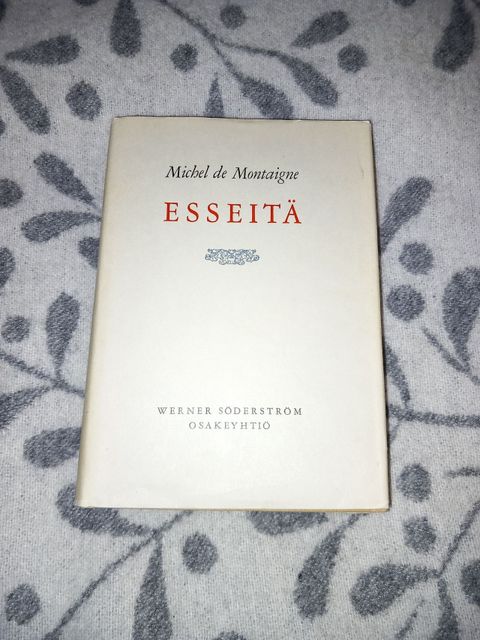 Michel de Montaigne
ESSEITÄ
WERNER SÖDERSTRÖM
OSAKEYHTIÖ